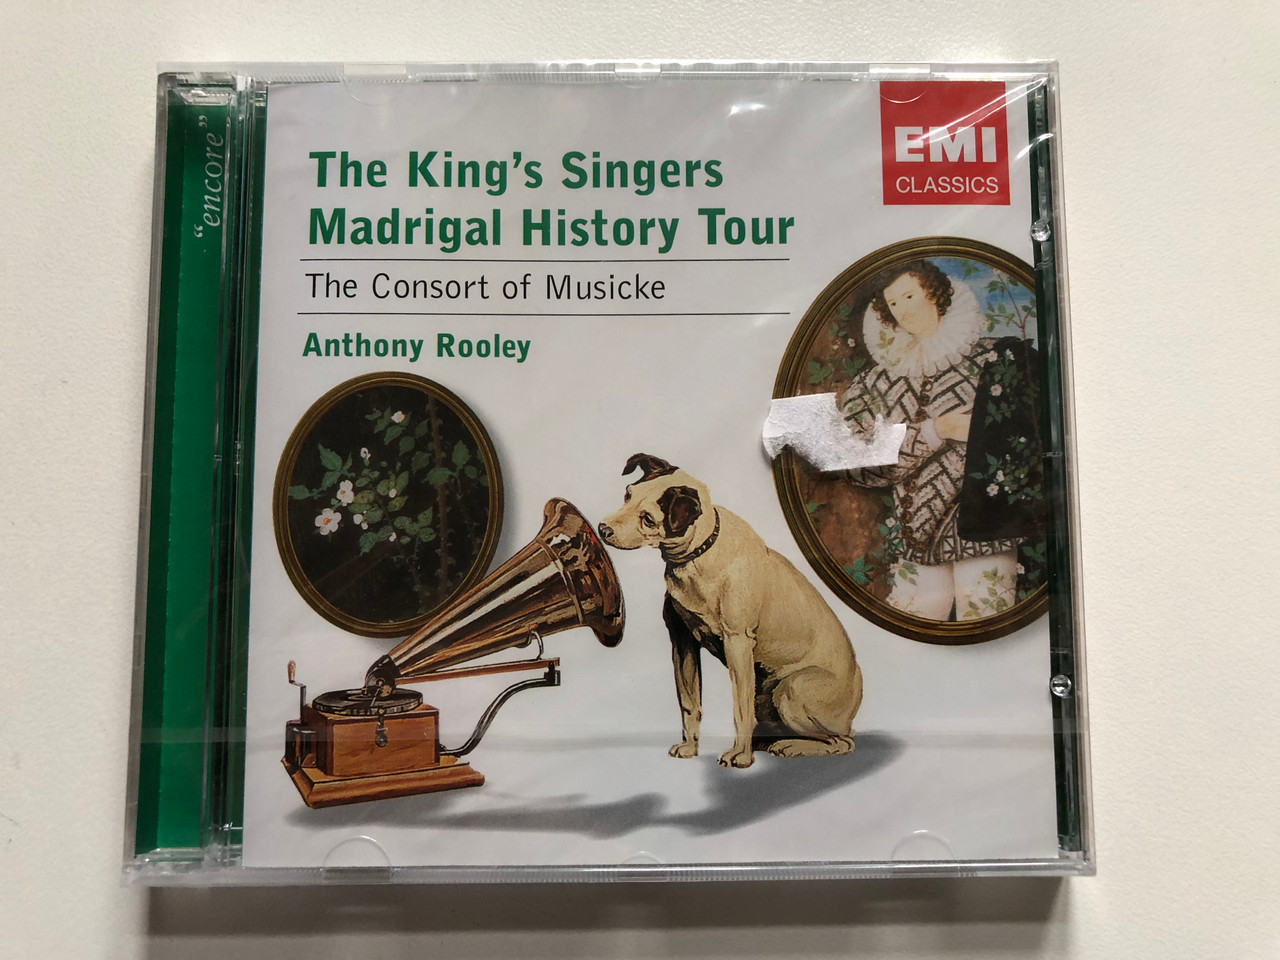 "encore"
The King's Singers
Madrigal History Tour
The Consort of Musicke
Anthony Rooley
EMI
CLASSICS